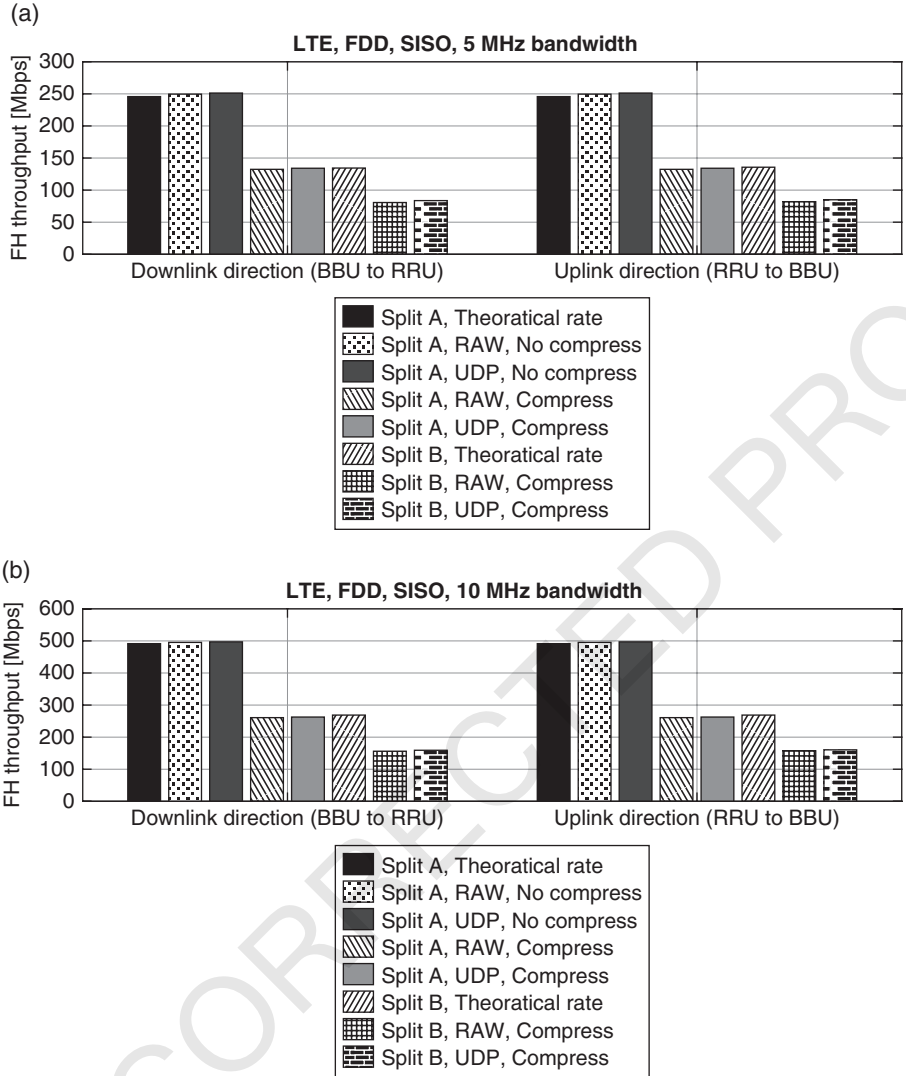 (a)
LTE, FDD, SISO, 5 MHz bandwidth
FH throughput [Mbps]
300
250
200
150
100
50
0
Downlink direction (BBU to RRU)
Uplink direction (RRU to BBU)
Split A, Theoratical rate
Split A, RAW, No compress
Split A, UDP, No compress
Split A, RAW, Compress
Split A, UDP, Compress
Split B, Theoratical rate
Split B, RAW, Compress
Split B, UDP, Compress
(b)
LTE, FDD, SISO, 10 MHz bandwidth
FH throughput [Mbps]
600
500
400
300
200
100
0
Downlink direction (BBU to RRU)
Uplink direction (RRU to BBU)
Split A, Theoratical rate
Split A, RAW, No compress
Split A, UDP, No compress
Split A, RAW, Compress
Split A, UDP, Compress
Split B, Theoratical rate
Split B, RAW, Compress
Split B, UDP, Compress
CORRECTED PRO